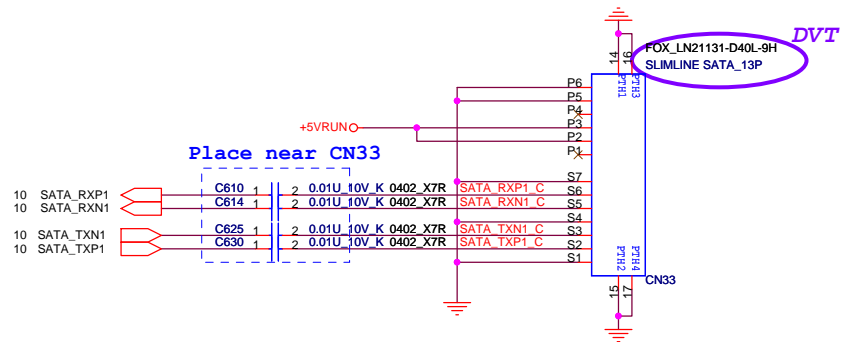 DVT
FOX_LN21131-D40L-9H
SLIMLINE SATA_13P
14
16
PTH1
PTH3
P6
P5
P4
P3
P2
P1
+5VRUN
Place near CN33
S7
10 SATA_RXP1 C610 1 2 0.01U_10V_K 0402_X7R SATA_RXP1_C S6
10 SATA_RXN1 C614 1 2 0.01U_10V_K 0402_X7R SATA_RXN1_C S5
S4
10 SATA_TXN1 C625 1 2 0.01U_10V_K 0402_X7R SATA_TXN1_C S3
10 SATA_TXP1 C630 1 2 0.01U_10V_K 0402_X7R SATA_TXP1_C S2
S1
PTH2
PTH4
CN33
15
17